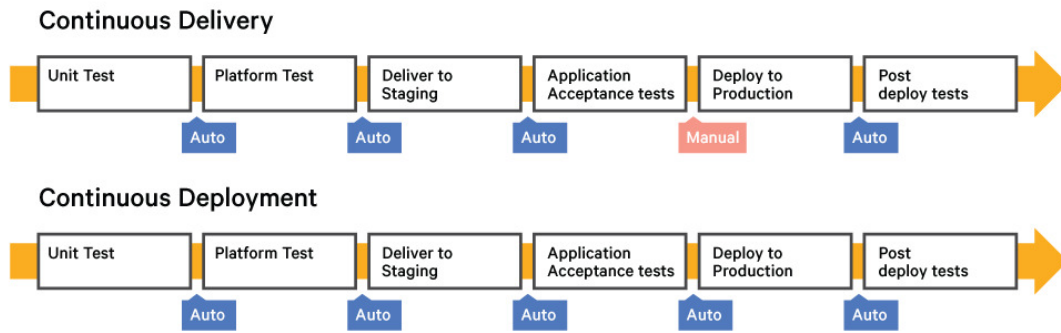 Continuous Delivery
Unit Test
Platform Test
Deliver to
Staging
Application
Acceptance tests
Deploy to
Production
Post
deploy tests
Auto
Auto
Auto
Manual
Auto
Continuous Deployment
Unit Test
Platform Test
Deliver to
Staging
Application
Acceptance tests
Deploy to
Production
Post
deploy tests
Auto
Auto
Auto
Auto
Auto